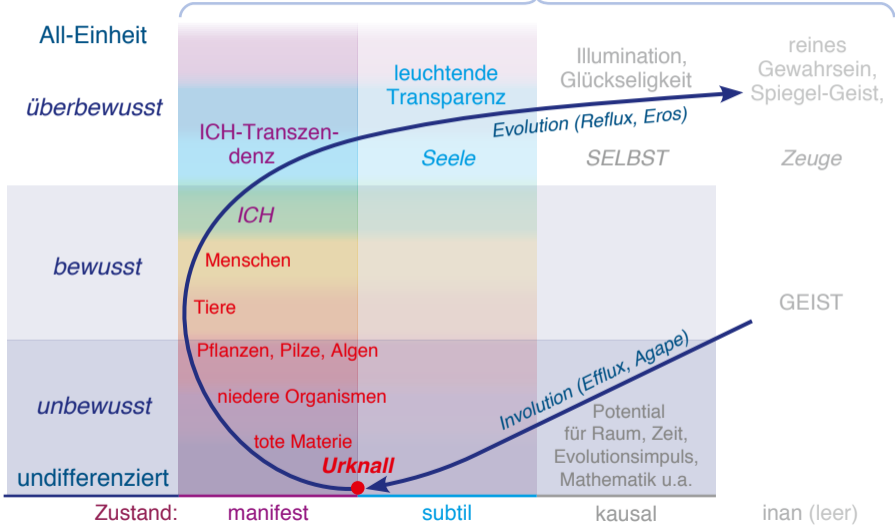 All-Einheit
überbewusst
bewusst
unbewusst
undifferenziert
ICH-Transzen-
denz
ICH
Menschen
Tiere
Pflanzen, Pilze, Algen
niedere Organismen
tote Materie
Urknall
leuchtende
Transparenz
Seele
Illumination,
Glückseligkeit
Evolution (Reflux, Eros)
SELBST
reines
Gewahrsein,
Spiegel-Geist,
Zeuge
GEIST
Involution (Efflux, Agape)
Potential
für Raum, Zeit,
Evolutionsimpuls,
Mathematik u.a.
Zustand: manifest subtil kausal inan (leer)